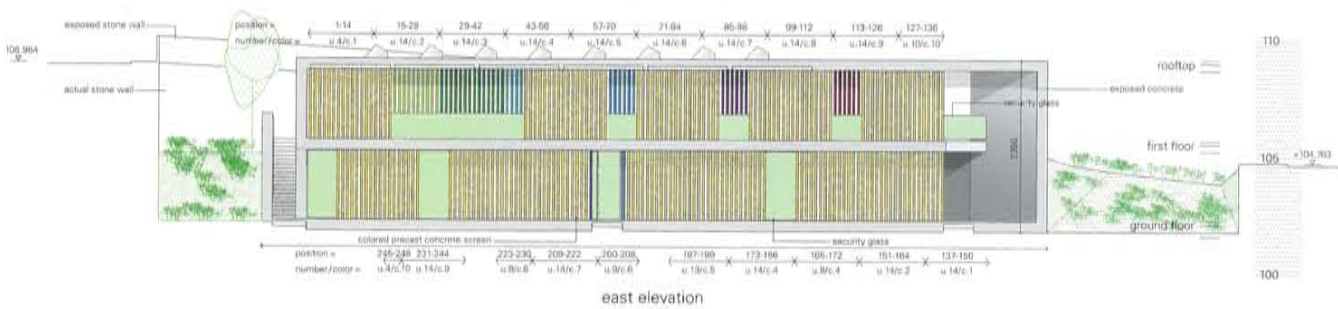 exposed stone wall
position =
1-14 15-28 29-42 43-56 57-70 71-84 85-98 99-112 113-126 127-136
number/color =
u.4/c.1 u.14/c.2 u.14/c.3 u.14/c.4 u.14/c.5 u.14/c.6 u.14/c.7 u.14/c.8 u.14/c.9 u.10/c.10
110
rooftop
actual stone wall
exposed concrete
security glass
first floor
105
+104,763
7350
ground floor
colored precast concrete screen
security glass
position =
245-248 231-244 223-230 209-222 200-208 187-199 173-186 165-172 151-164 137-150
number/color =
u.4/c.10 u.14/c.9 u.8/c.8 u.14/c.7 u.9/c.6 u.13/c.5 u.14/c.4 u.8/c.4 u.14/c.2 u.14/c.1
100
east elevation